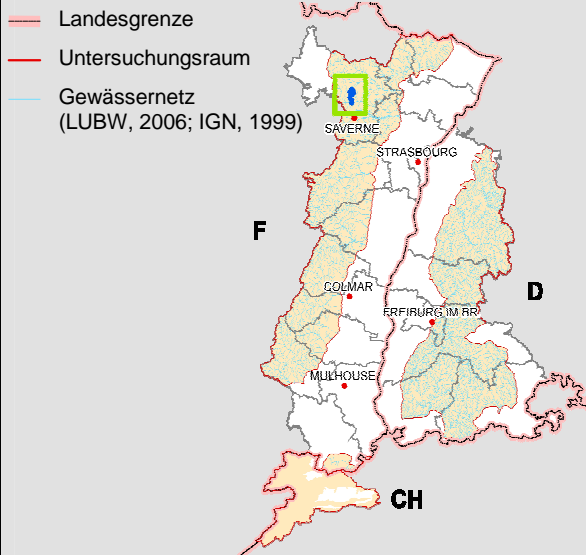 Landesgrenze
Untersuchungsraum
Gewässernetz
(LUBW, 2006; IGN, 1999)
SAVERNE
STRASBOURG
F
COLMAR
D
FREIBURG IM BR
MULHOUSE
CH